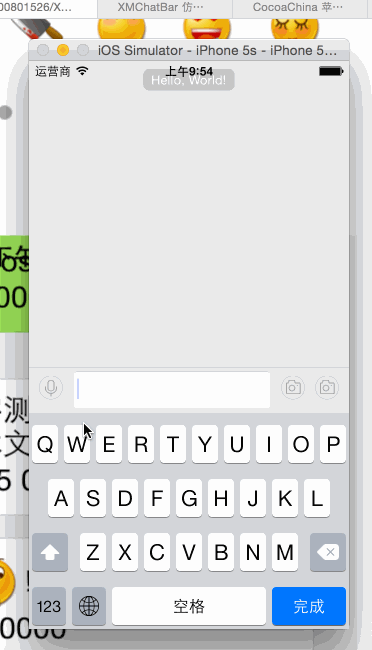 00801526/X…
XMChatBar 仿…
CocoaChina 苹…
iOS Simulator - iPhone 5s - iPhone 5…
运营商
上午9:54
Hello, World!
Q W E R T Y U I O P
A S D F G H J K L
Z X C V B N M
123
空格
完成